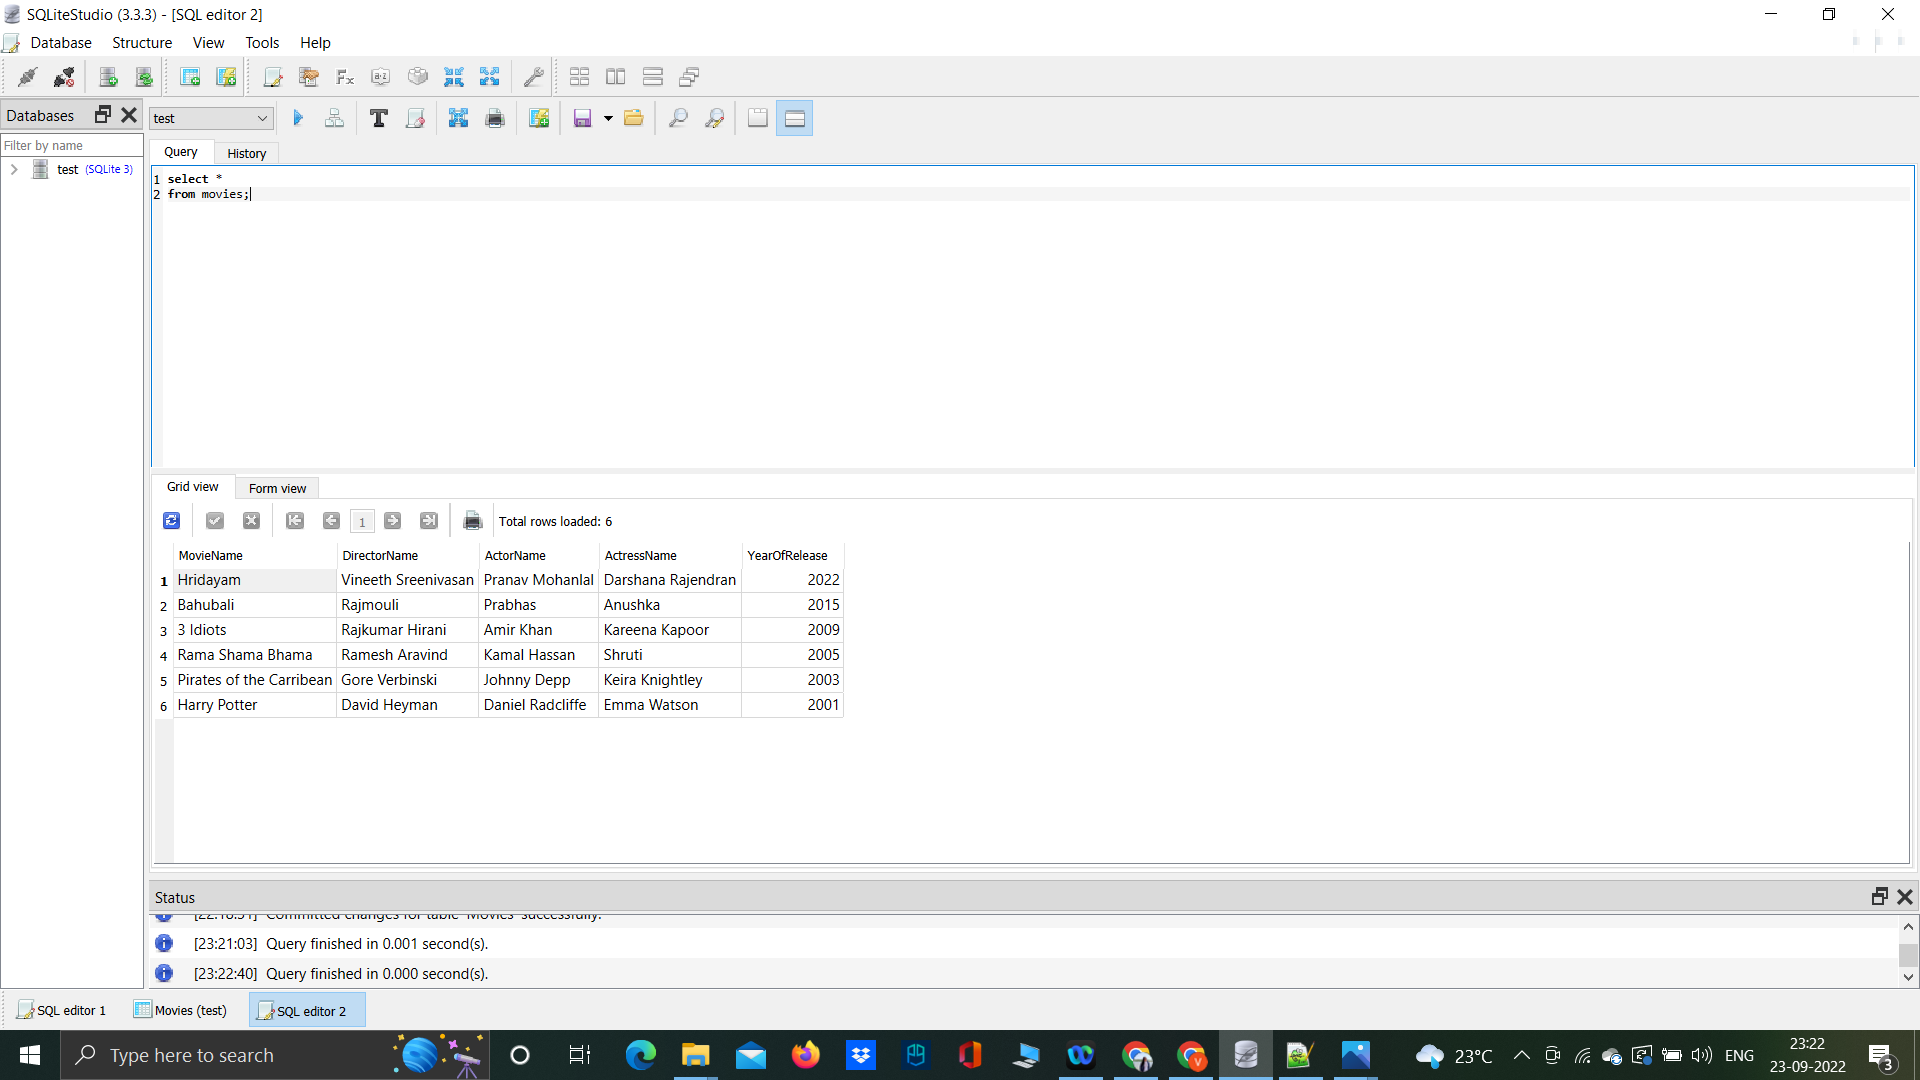 SQLiteStudio (3.3.3) - [SQL editor 2]
Database Structure View Tools Help
Databases
test
Filter by name
Query History
test (SQLite 3)
1 select *
2 from movies;
Grid view Form view
1
Total rows loaded: 6
MovieName DirectorName ActorName ActressName YearOfRelease
1 Hridayam Vineeth Sreenivasan Pranav Mohanlal Darshana Rajendran 2022
2 Bahubali Rajmouli Prabhas Anushka 2015
3 3 Idiots Rajkumar Hirani Amir Khan Kareena Kapoor 2009
4 Rama Shama Bhama Ramesh Aravind Kamal Hassan Shruti 2005
5 Pirates of the Carribean Gore Verbinski Johnny Depp Keira Knightley 2003
6 Harry Potter David Heyman Daniel Radcliffe Emma Watson 2001
Status
Committed changes for table 'Movies' successfully.
[23:21:03] Query finished in 0.001 second(s).
[23:22:40] Query finished in 0.000 second(s).
SQL editor 1 Movies (test) SQL editor 2
Type here to search
23°C
ENG
23:22
23-09-2022
3